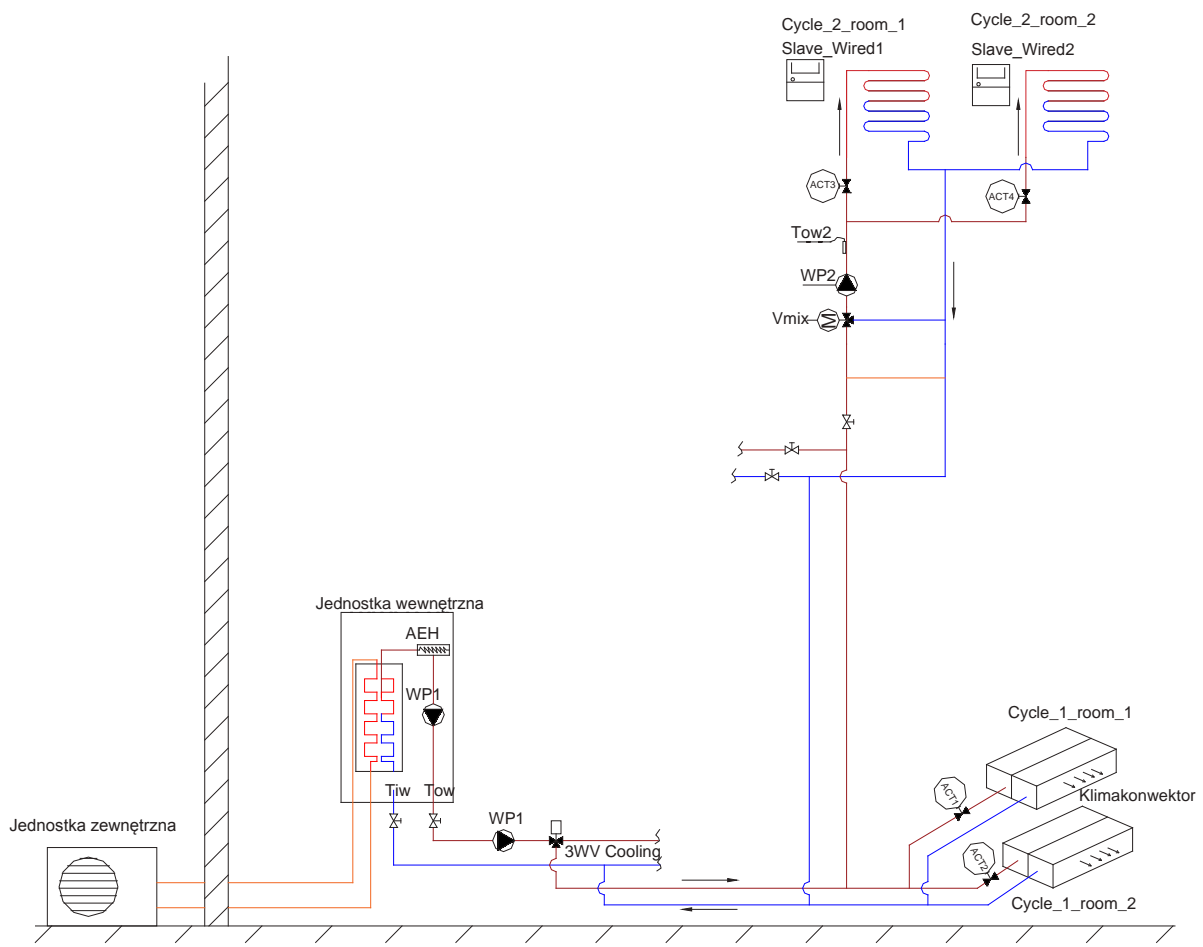 Cycle_2_room_1
Slave_Wired1
Cycle_2_room_2
Slave_Wired2
ACT3
ACT4
Tow2
WP2
Vmix
M
Jednostka wewnętrzna
AEH
WP1
Tiw
Tow
Jednostka zewnętrzna
WP1
3WV Cooling
Cycle_1_room_1
ACT1
Klimakonwektor
ACT2
Cycle_1_room_2